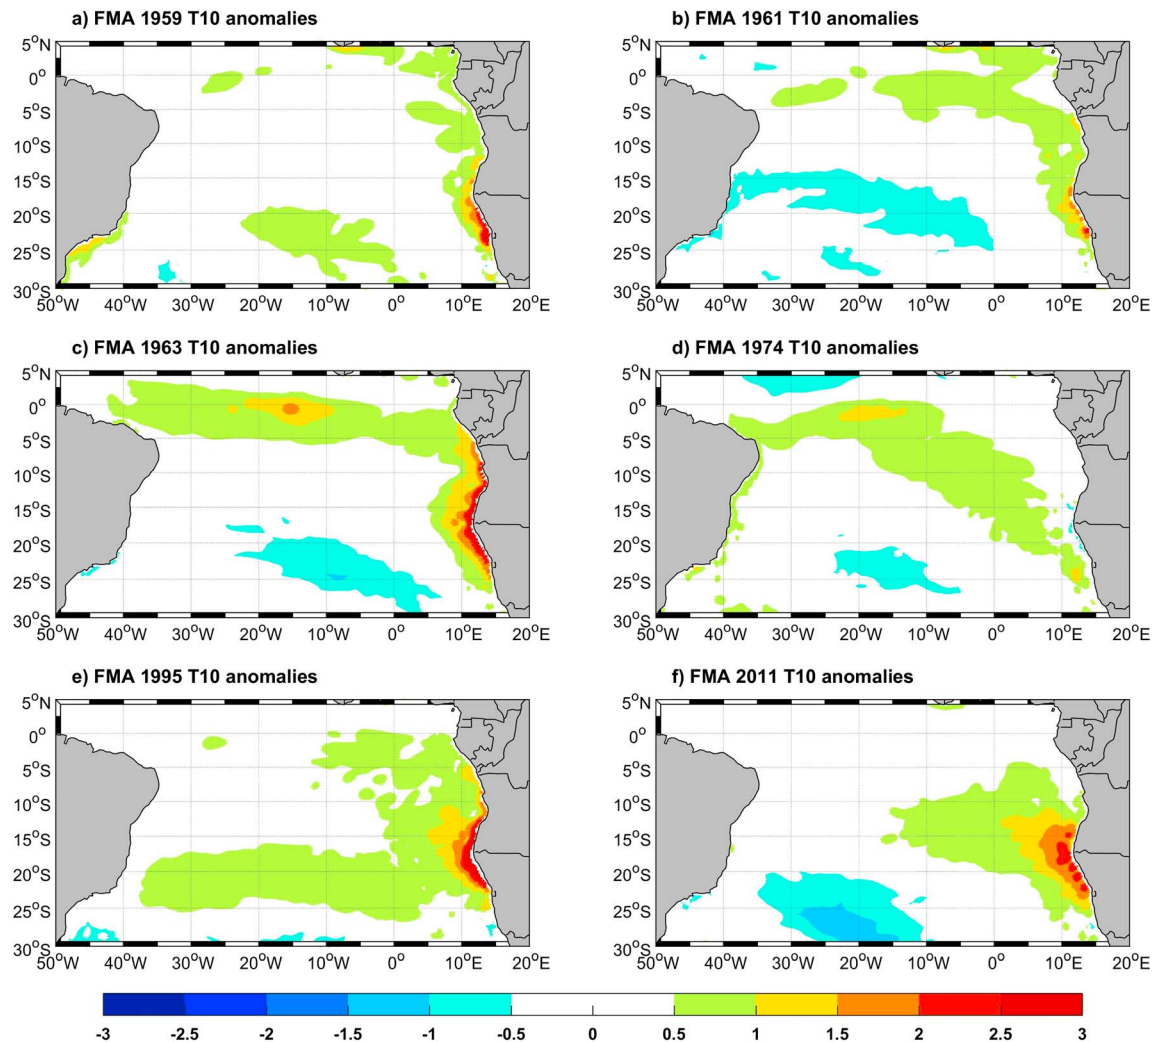 a) FMA 1959 T10 anomalies
b) FMA 1961 T10 anomalies
5°N 0° 5°S 10°S 15°S 20°S 25°S 30°S
50°W 40°W 30°W 20°W 10°W 0° 10°E 20°E
5°N 0° 5°S 10°S 15°S 20°S 25°S 30°S
50°W 40°W 30°W 20°W 10°W 0° 10°E 20°E
c) FMA 1963 T10 anomalies
d) FMA 1974 T10 anomalies
5°N 0° 5°S 10°S 15°S 20°S 25°S 30°S
50°W 40°W 30°W 20°W 10°W 0° 10°E 20°E
5°N 0° 5°S 10°S 15°S 20°S 25°S 30°S
50°W 40°W 30°W 20°W 10°W 0° 10°E 20°E
e) FMA 1995 T10 anomalies
f) FMA 2011 T10 anomalies
5°N 0° 5°S 10°S 15°S 20°S 25°S 30°S
50°W 40°W 30°W 20°W 10°W 0° 10°E 20°E
5°N 0° 5°S 10°S 15°S 20°S 25°S 30°S
50°W 40°W 30°W 20°W 10°W 0° 10°E 20°E
-3 -2.5 -2 -1.5 -1 -0.5 0 0.5 1 1.5 2 2.5 3